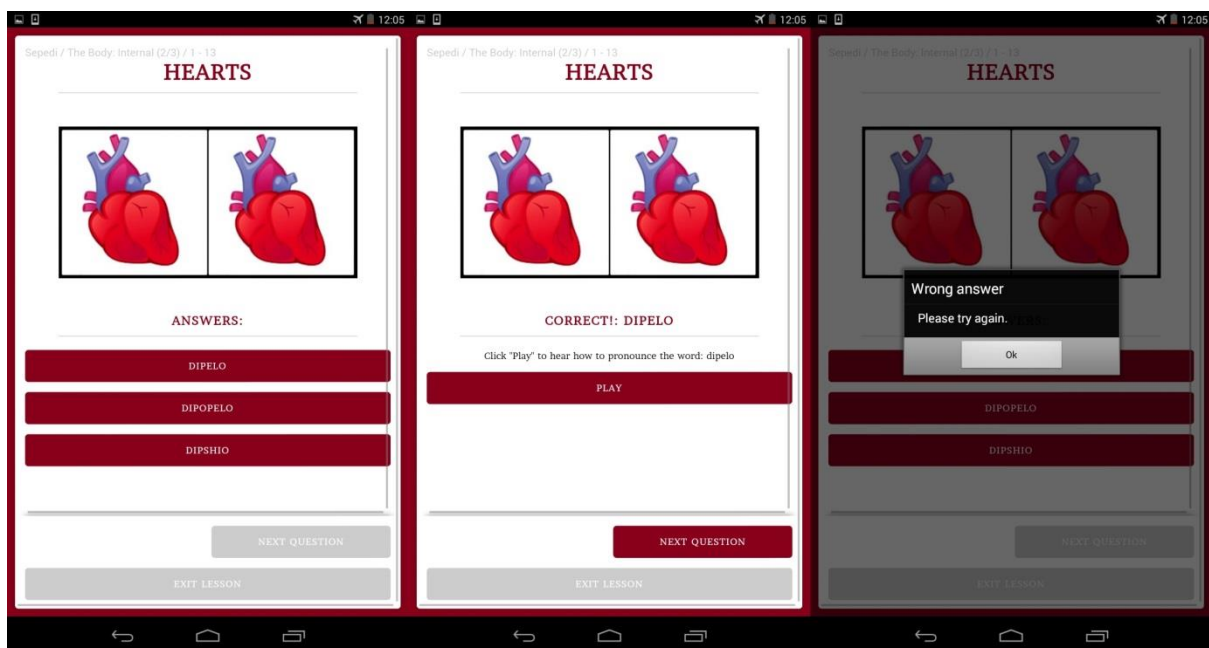 12:05
Sepedi / The Body: Internal (2/3) / 1 - 13
HEARTS
ANSWERS:
DIPELO
DIPOPELO
DIPSHIO
NEXT QUESTION
EXIT LESSON
12:05
Sepedi / The Body: Internal (2/3) / 1 - 13
HEARTS
CORRECT!: DIPELO
Click "Play" to hear how to pronounce the word: dipelo
PLAY
NEXT QUESTION
EXIT LESSON
12:05
Sepedi / The Body: Internal (2/3) / 1 - 13
HEARTS
Wrong answer
Please try again.
Ok
DIPOPELO
DIPSHIO
NEXT QUESTION
EXIT LESSON